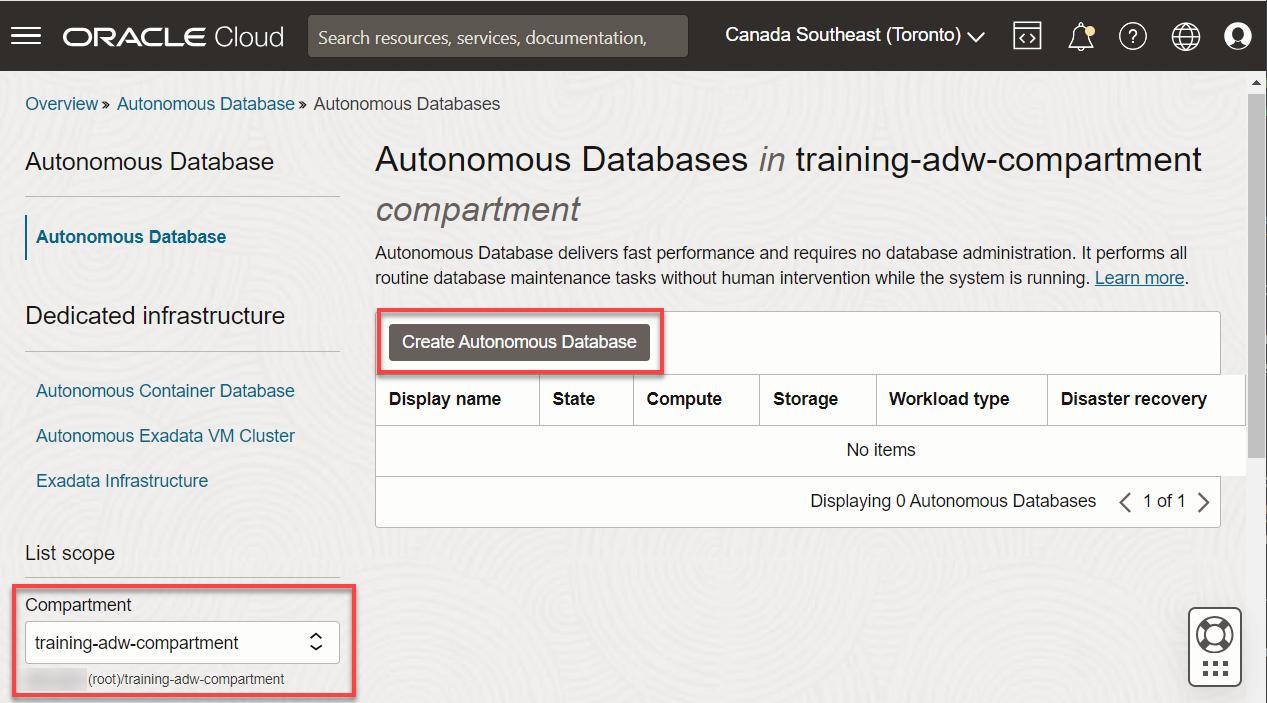 ORACLE Cloud
Search resources, services, documentation,
Canada Southeast (Toronto)
Overview » Autonomous Database » Autonomous Databases
Autonomous Database
Autonomous Database
Dedicated infrastructure
Autonomous Container Database
Autonomous Exadata VM Cluster
Exadata Infrastructure
List scope
Compartment
training-adw-compartment
(root)/training-adw-compartment
Autonomous Databases in training-adw-compartment
compartment
Autonomous Database delivers fast performance and requires no database administration. It performs all
routine database maintenance tasks without human intervention while the system is running. Learn more.
Create Autonomous Database
Display name State Compute Storage Workload type Disaster recovery
No items
Displaying 0 Autonomous Databases 1 of 1